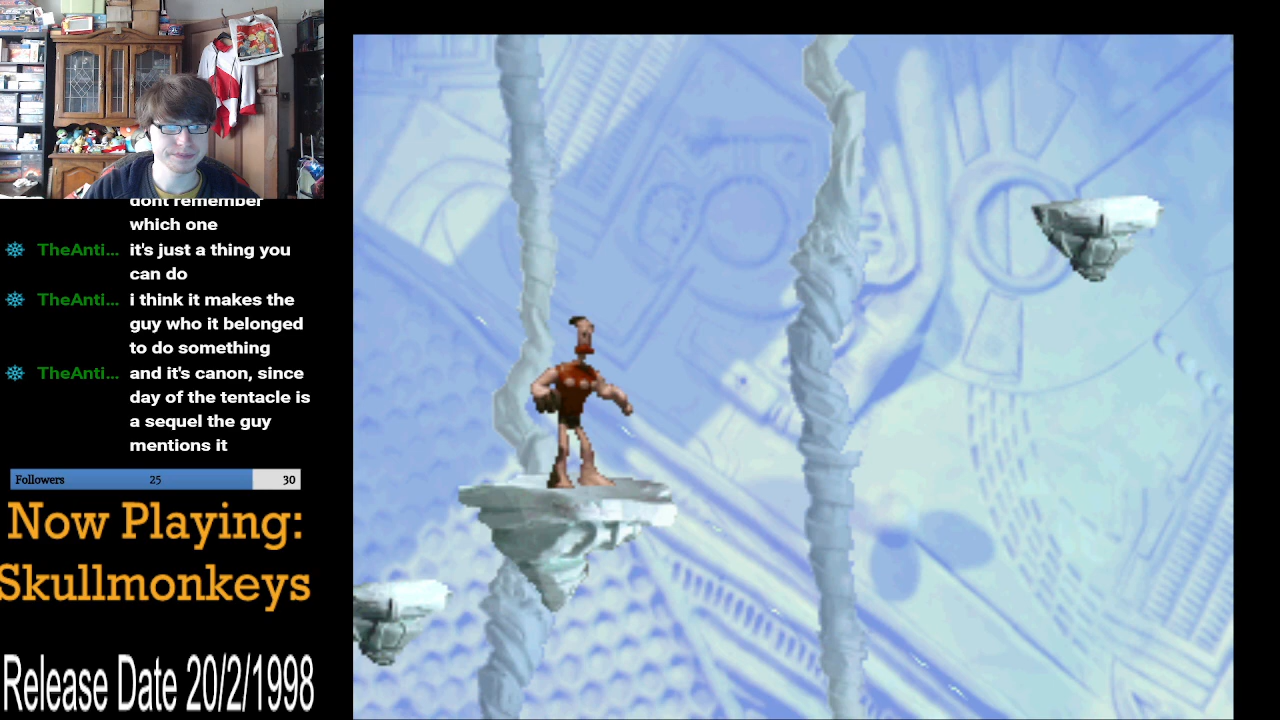 dont remember
which one
TheAnti... it's just a thing you
can do
TheAnti... i think it makes the
guy who it belonged
to do something
TheAnti... and it's canon, since
day of the tentacle is
a sequel the guy
mentions it
Followers 25 30
Now Playing:
Skullmonkeys
Release Date 20/2/1998